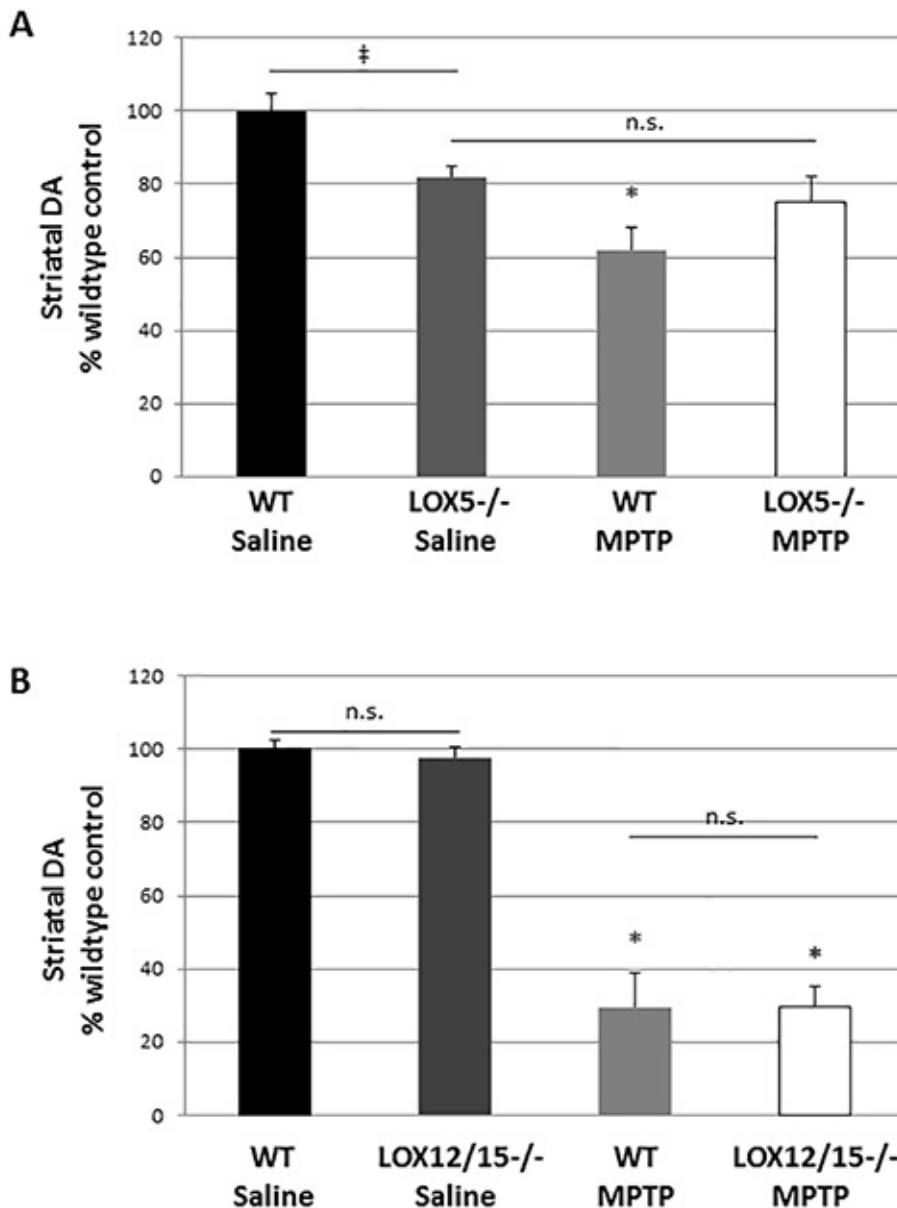 A
Striatal DA
% wildtype control
120
100
80
60
40
20
0
‡
n.s.
*
WT
Saline
LOX5-/-
Saline
WT
MPTP
LOX5-/-
MPTP
B
Striatal DA
% wildtype control
120
100
80
60
40
20
0
n.s.
n.s.
*
*
WT
Saline
LOX12/15-/-
Saline
WT
MPTP
LOX12/15-/-
MPTP